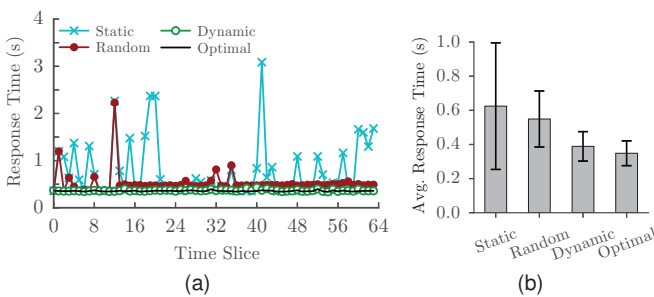 Static
Random
Dynamic
Optimal
Response Time (s)
4
3
2
1
0
0 8 16 24 32 40 48 56 64
Time Slice
(a)
Avg. Response Time (s)
1.0
0.8
0.6
0.4
0.2
0.0
Static Random Dynamic Optimal
(b)